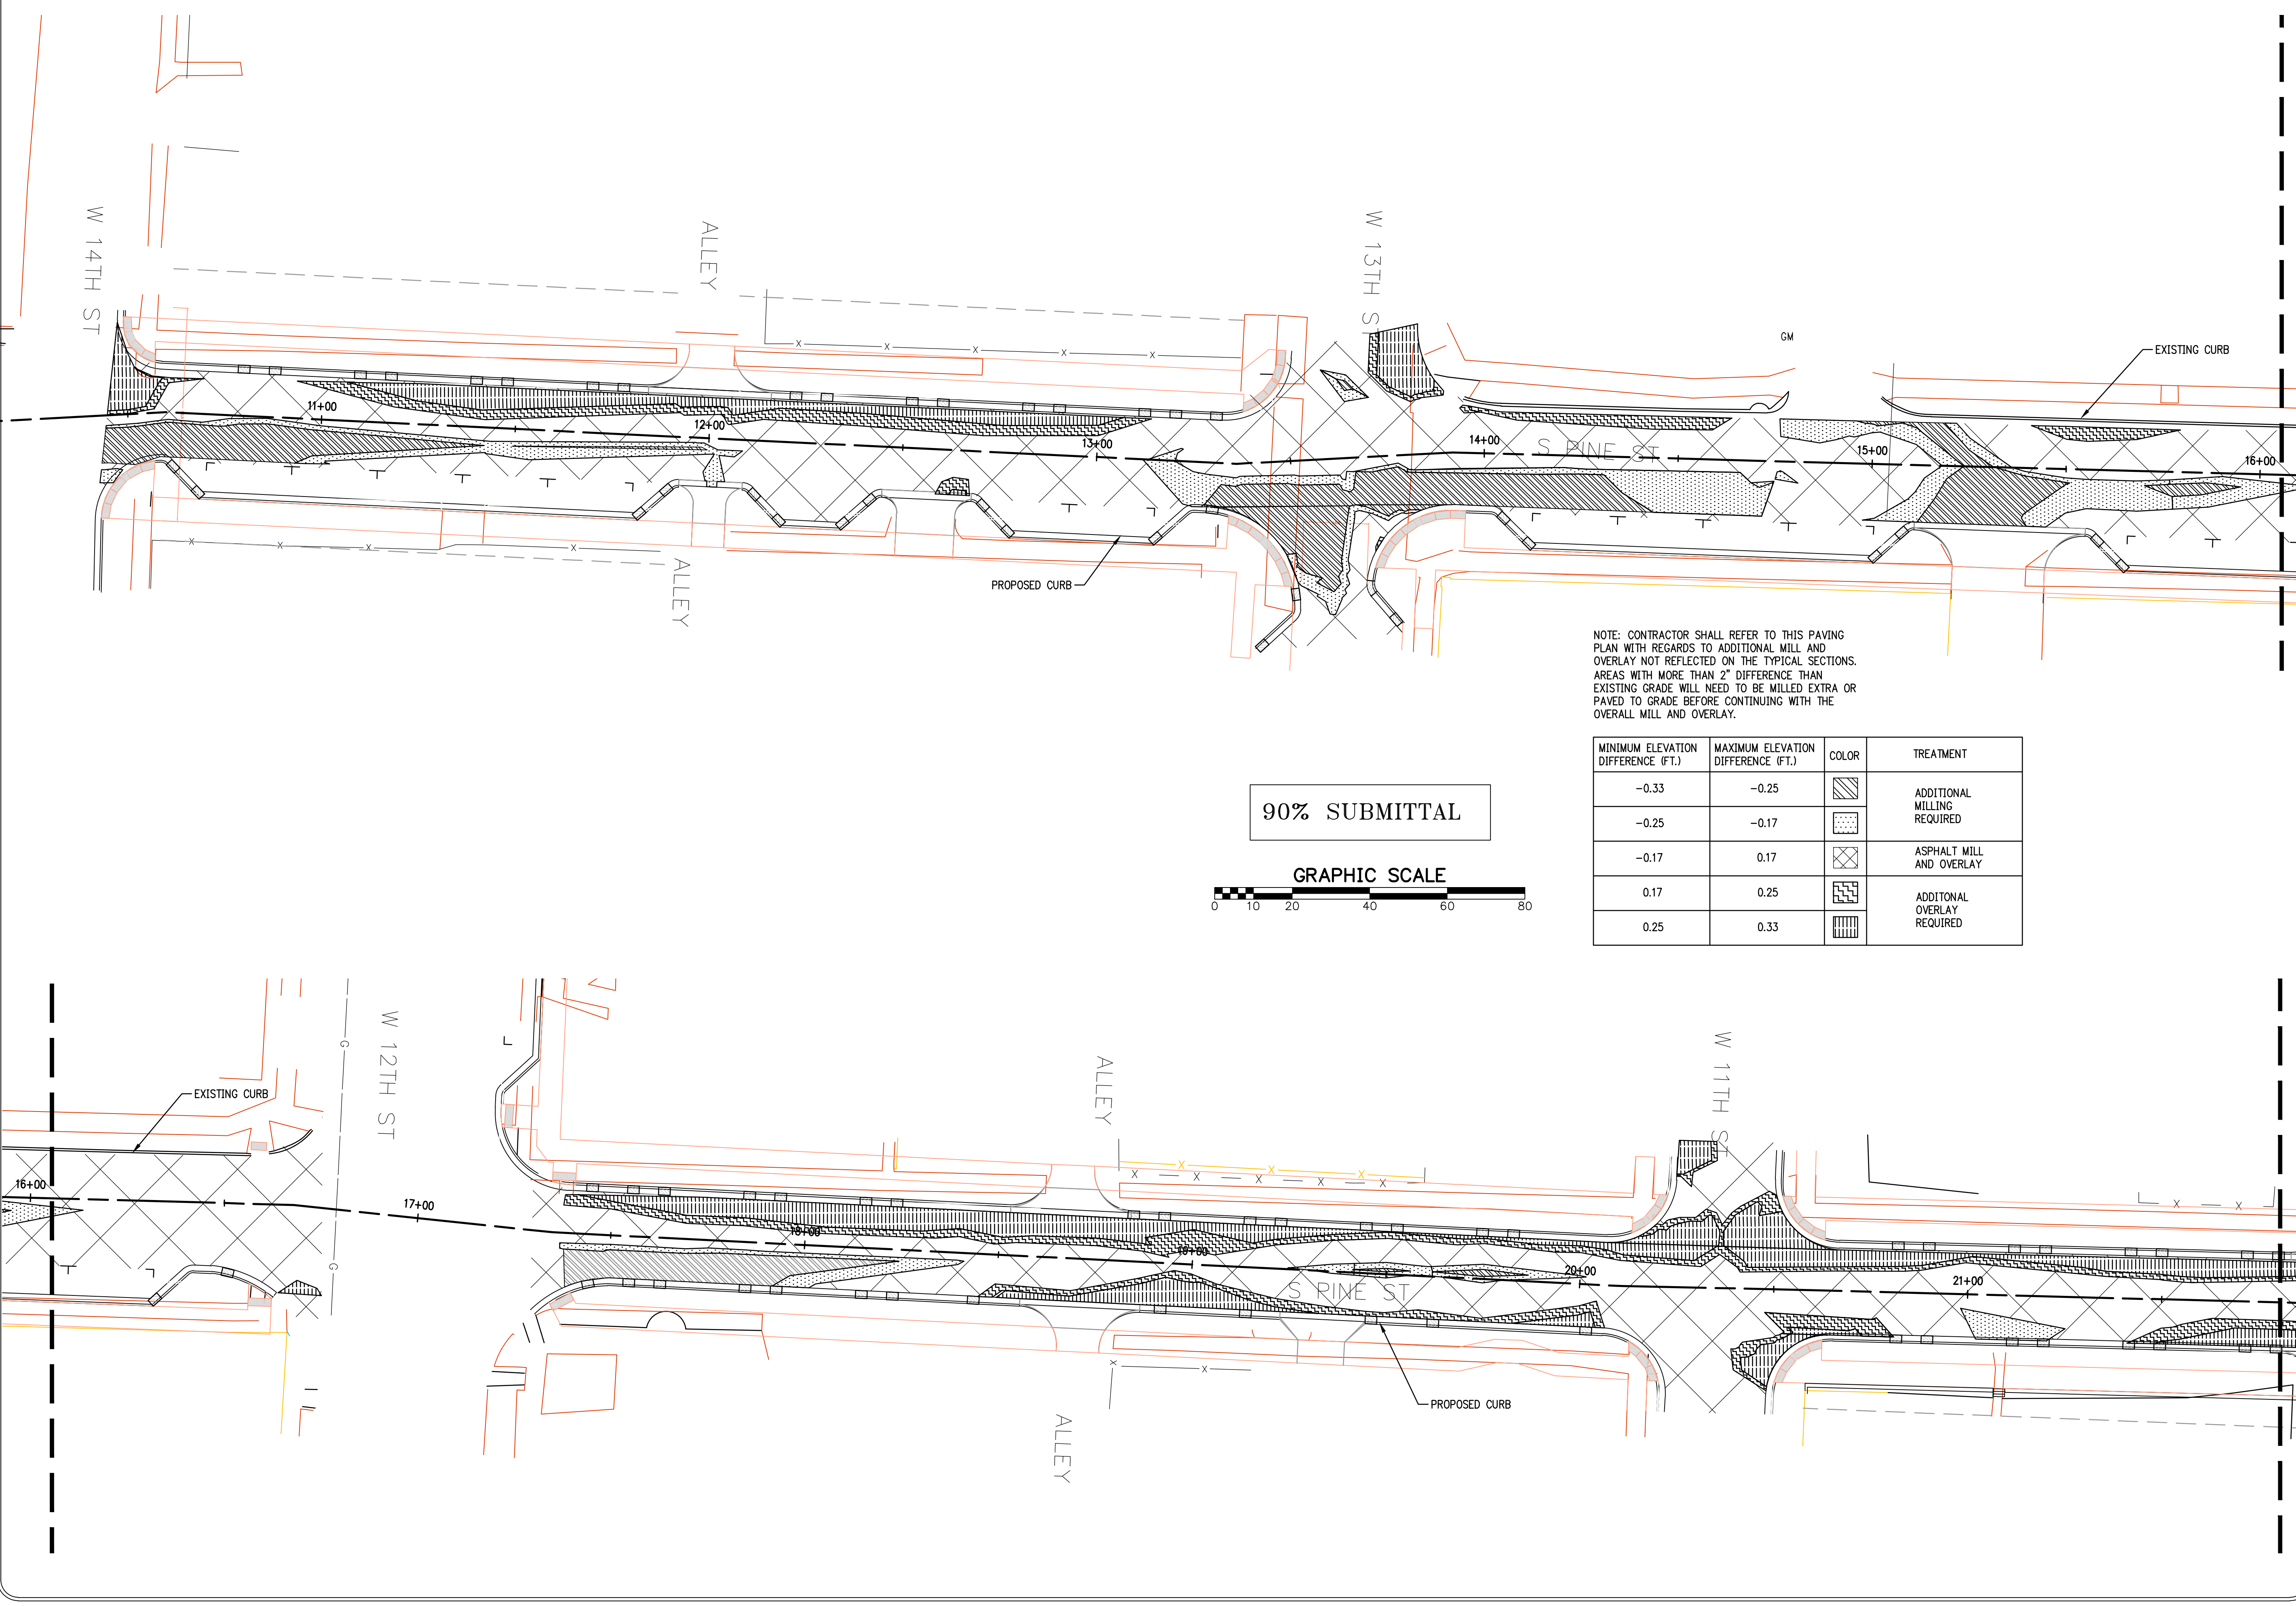 W 14TH ST
ALLEY
W 13TH ST
GM
EXISTING CURB
11+00
12+00
13+00
14+00
S PINE ST
15+00
16+00
X X X X X
X X X X
PROPOSED CURB
ALLEY
NOTE: CONTRACTOR SHALL REFER TO THIS PAVING
PLAN WITH REGARDS TO ADDITIONAL MILL AND
OVERLAY NOT REFLECTED ON THE TYPICAL SECTIONS.
AREAS WITH MORE THAN 2" DIFFERENCE THAN
EXISTING GRADE WILL NEED TO BE MILLED EXTRA OR
PAVED TO GRADE BEFORE CONTINUING WITH THE
OVERALL MILL AND OVERLAY.
MINIMUM ELEVATION
DIFFERENCE (FT.)
MAXIMUM ELEVATION
DIFFERENCE (FT.)
COLOR
TREATMENT
-0.33
-0.25
ADDITIONAL
MILLING
REQUIRED
-0.25
-0.17
-0.17
0.17
ASPHALT MILL
AND OVERLAY
0.17
0.25
ADDITONAL
OVERLAY
REQUIRED
0.25
0.33
90% SUBMITTAL
GRAPHIC SCALE
0 10 20 40 60 80
W 12TH ST
G
G
EXISTING CURB
ALLEY
W 11TH ST
X X X
X X X X X
X X
16+00
17+00
18+00
19+00
20+00
21+00
S PINE ST
X X
PROPOSED CURB
ALLEY